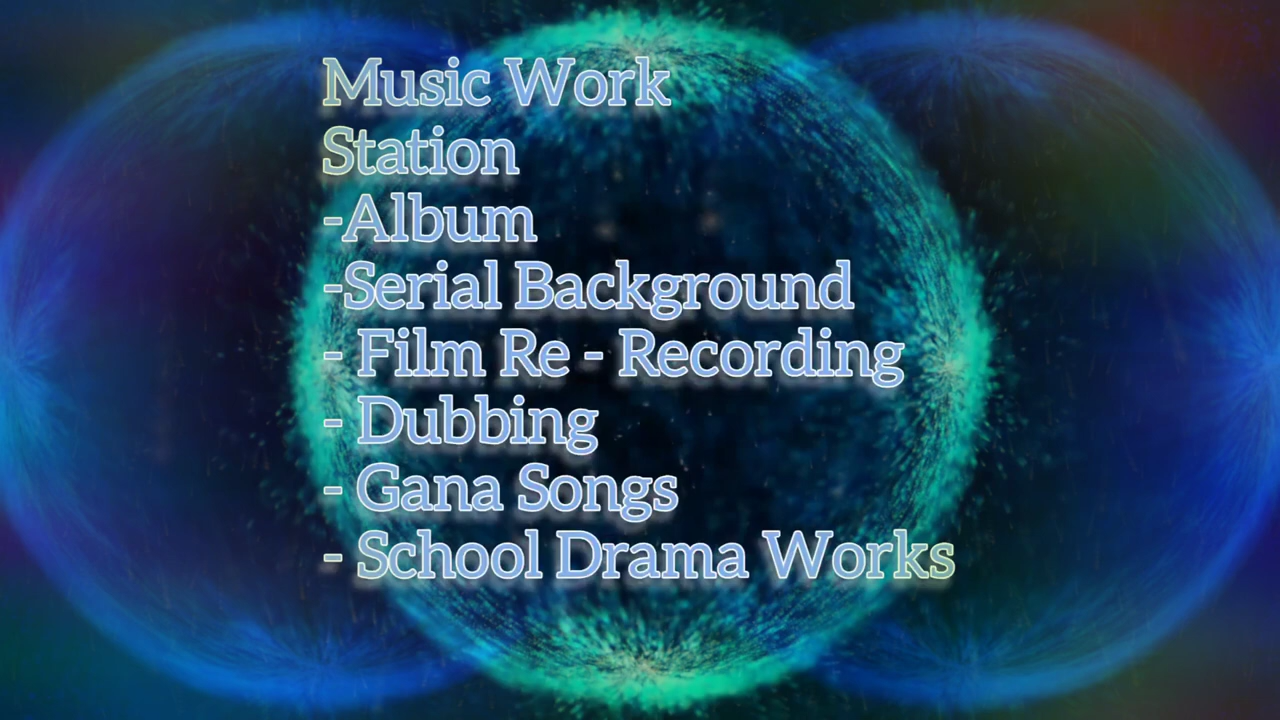 Music Work
Station
-Album
-Serial Background
- Film Re - Recording
- Dubbing
- Gana Songs
- School Drama Works